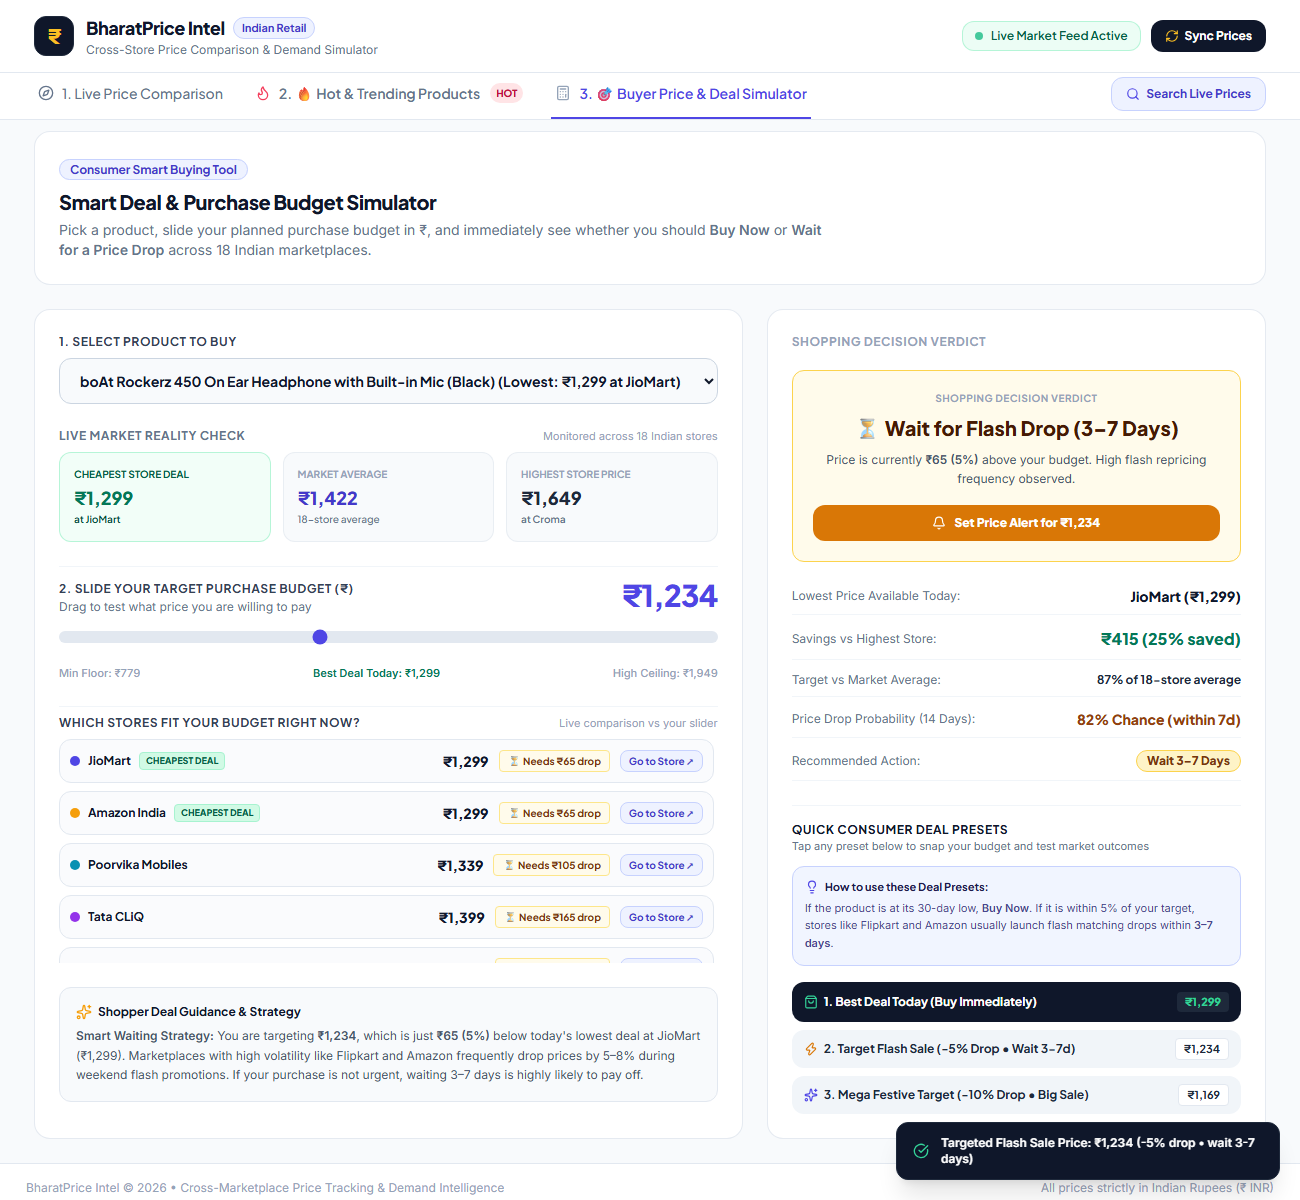 ₹
BharatPrice Intel
Indian Retail
Cross-Store Price Comparison & Demand Simulator
Live Market Feed Active
Sync Prices
1. Live Price Comparison
2. 🔥 Hot & Trending Products
HOT
3. 🎯 Buyer Price & Deal Simulator
Search Live Prices
Consumer Smart Buying Tool
Smart Deal & Purchase Budget Simulator
Pick a product, slide your planned purchase budget in ₹, and immediately see whether you should Buy Now or Wait
for a Price Drop across 18 Indian marketplaces.
1. SELECT PRODUCT TO BUY
boAt Rockerz 450 On Ear Headphone with Built-in Mic (Black) (Lowest: ₹1,299 at JioMart)
LIVE MARKET REALITY CHECK
Monitored across 18 Indian stores
CHEAPEST STORE DEAL
₹1,299
at JioMart
MARKET AVERAGE
₹1,422
18-store average
HIGHEST STORE PRICE
₹1,649
at Croma
2. SLIDE YOUR TARGET PURCHASE BUDGET (₹)
Drag to test what price you are willing to pay
₹1,234
Min Floor: ₹779
Best Deal Today: ₹1,299
High Ceiling: ₹1,949
WHICH STORES FIT YOUR BUDGET RIGHT NOW?
Live comparison vs your slider
JioMart CHEAPEST DEAL ₹1,299 ⏳ Needs ₹65 drop Go to Store ↗
Amazon India CHEAPEST DEAL ₹1,299 ⏳ Needs ₹65 drop Go to Store ↗
Poorvika Mobiles ₹1,339 ⏳ Needs ₹105 drop Go to Store ↗
Tata CLiQ ₹1,399 ⏳ Needs ₹165 drop Go to Store ↗
Shopper Deal Guidance & Strategy
Smart Waiting Strategy: You are targeting ₹1,234, which is just ₹65 (5%) below today's lowest deal at JioMart
(₹1,299). Marketplaces with high volatility like Flipkart and Amazon frequently drop prices by 5–8% during
weekend flash promotions. If your purchase is not urgent, waiting 3–7 days is highly likely to pay off.
SHOPPING DECISION VERDICT
SHOPPING DECISION VERDICT
⏳ Wait for Flash Drop (3–7 Days)
Price is currently ₹65 (5%) above your budget. High flash repricing
frequency observed.
Set Price Alert for ₹1,234
Lowest Price Available Today: JioMart (₹1,299)
Savings vs Highest Store: ₹415 (25% saved)
Target vs Market Average: 87% of 18-store average
Price Drop Probability (14 Days): 82% Chance (within 7d)
Recommended Action: Wait 3–7 Days
QUICK CONSUMER DEAL PRESETS
Tap any preset below to snap your budget and test market outcomes
How to use these Deal Presets:
If the product is at its 30-day low, Buy Now. If it is within 5% of your target,
stores like Flipkart and Amazon usually launch flash matching drops within 3–7
days.
1. Best Deal Today (Buy Immediately) ₹1,299
2. Target Flash Sale (-5% Drop • Wait 3-7d) ₹1,234
3. Mega Festive Target (-10% Drop • Big Sale) ₹1,169
Targeted Flash Sale Price: ₹1,234 (-5% drop • wait 3-7
days)
BharatPrice Intel © 2026 • Cross-Marketplace Price Tracking & Demand Intelligence
All prices strictly in Indian Rupees (₹ INR)